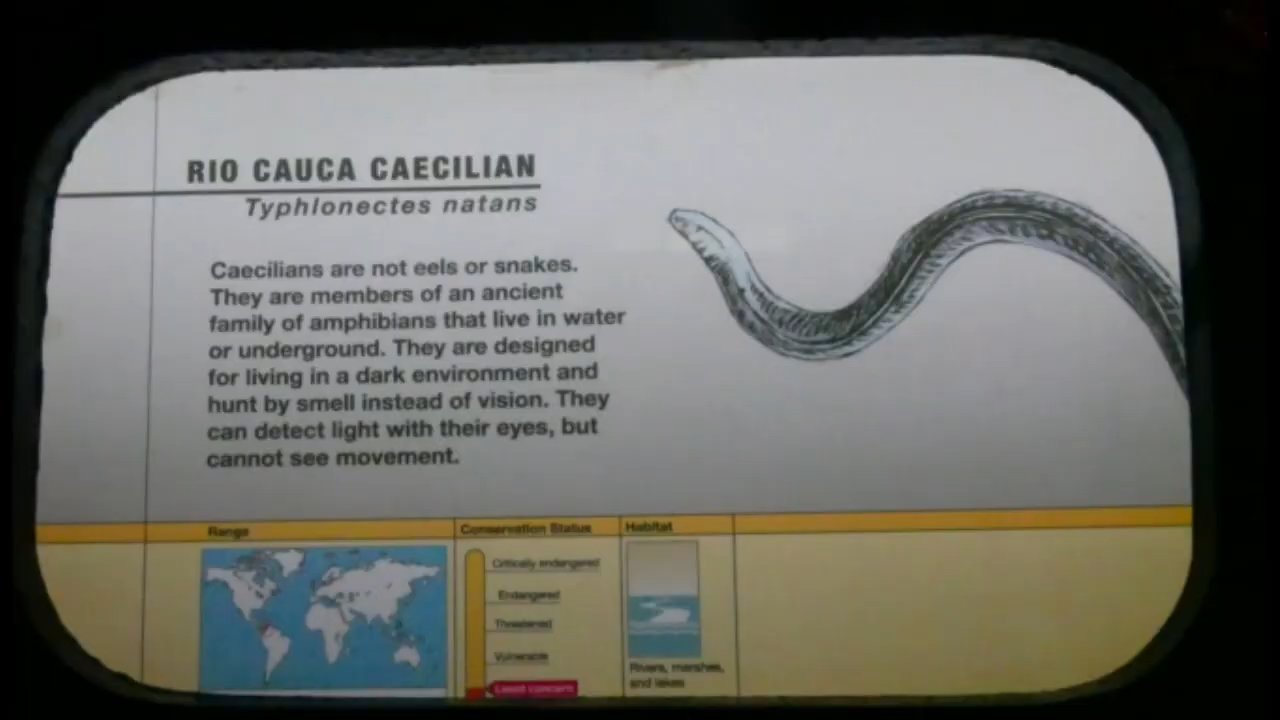 RIO CAUCA CAECILIAN
Typhlonectes natans
Caecilians are not eels or snakes.
They are members of an ancient
family of amphibians that live in water
or underground. They are designed
for living in a dark environment and
hunt by smell instead of vision. They
can detect light with their eyes, but
cannot see movement.
Range
Conservation Status
Habitat
Critically endangered
Endangered
Threatened
Vulnerable
Least concern
Rivers, marshes,
and lakes